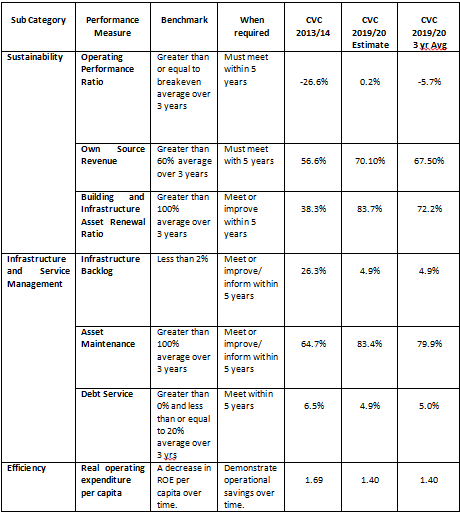 Sub Category Performance Measure Benchmark When required CVC 2013/14 CVC 2019/20 Estimate CVC 2019/20 3 yr Avg
Sustainability Operating Performance Ratio Greater than or equal to breakeven average over 3 years Must meet within 5 years -26.6% 0.2% -5.7%
Own Source Revenue Greater than 60% average over 3 years Must meet with 5 years 56.6% 70.10% 67.50%
Building and Infrastructure Asset Renewal Ratio Greater than 100% average over 3 years Meet or improve within 5 years 38.3% 83.7% 72.2%
Infrastructure and Service Management Infrastructure Backlog Less than 2% Meet or improve/ inform within 5 years 26.3% 4.9% 4.9%
Asset Maintenance Greater than 100% average over 3 years Meet or improve/ inform within 5 years 64.7% 83.4% 79.9%
Debt Service Greater than 0% and less than or equal to 20% average over 3 yrs Meet within 5 years 6.5% 4.9% 5.0%
Efficiency Real operating expenditure per capita A decrease in ROE per capita over time. Demonstrate operational savings over time. 1.69 1.40 1.40